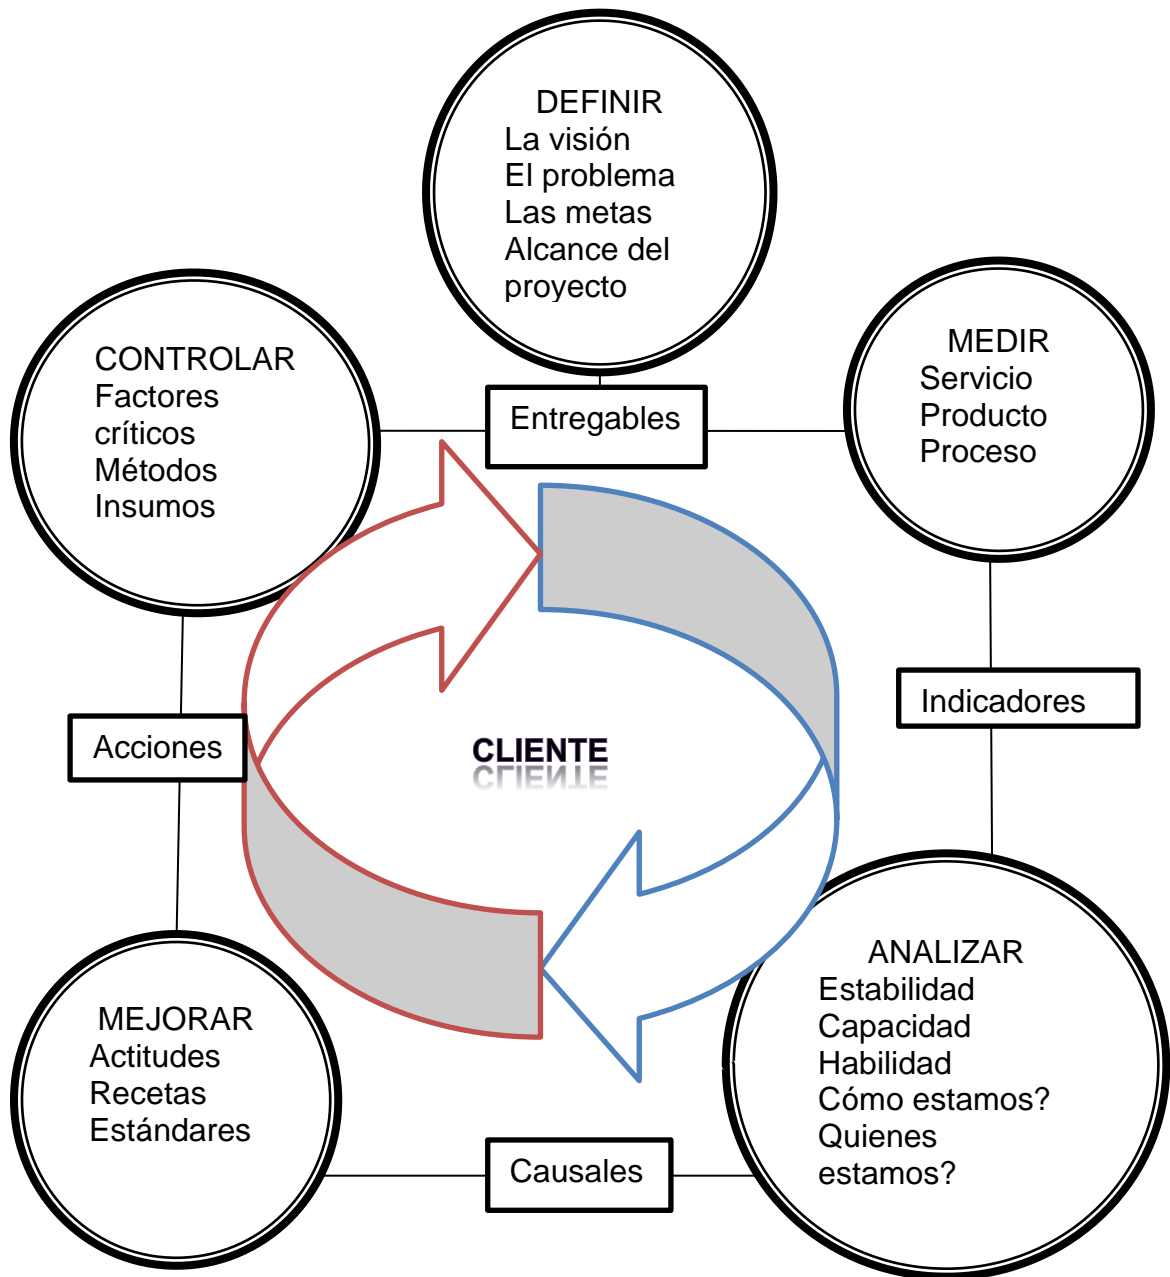 DEFINIR
La visión
El problema
Las metas
Alcance del
proyecto
CONTROLAR
Factores
críticos
Métodos
Insumos
MEDIR
Servicio
Producto
Proceso
Entregables
Indicadores
Acciones
CLIENTE
MEJORAR
Actitudes
Recetas
Estándares
ANALIZAR
Estabilidad
Capacidad
Habilidad
Cómo estamos?
Quienes
estamos?
Causales